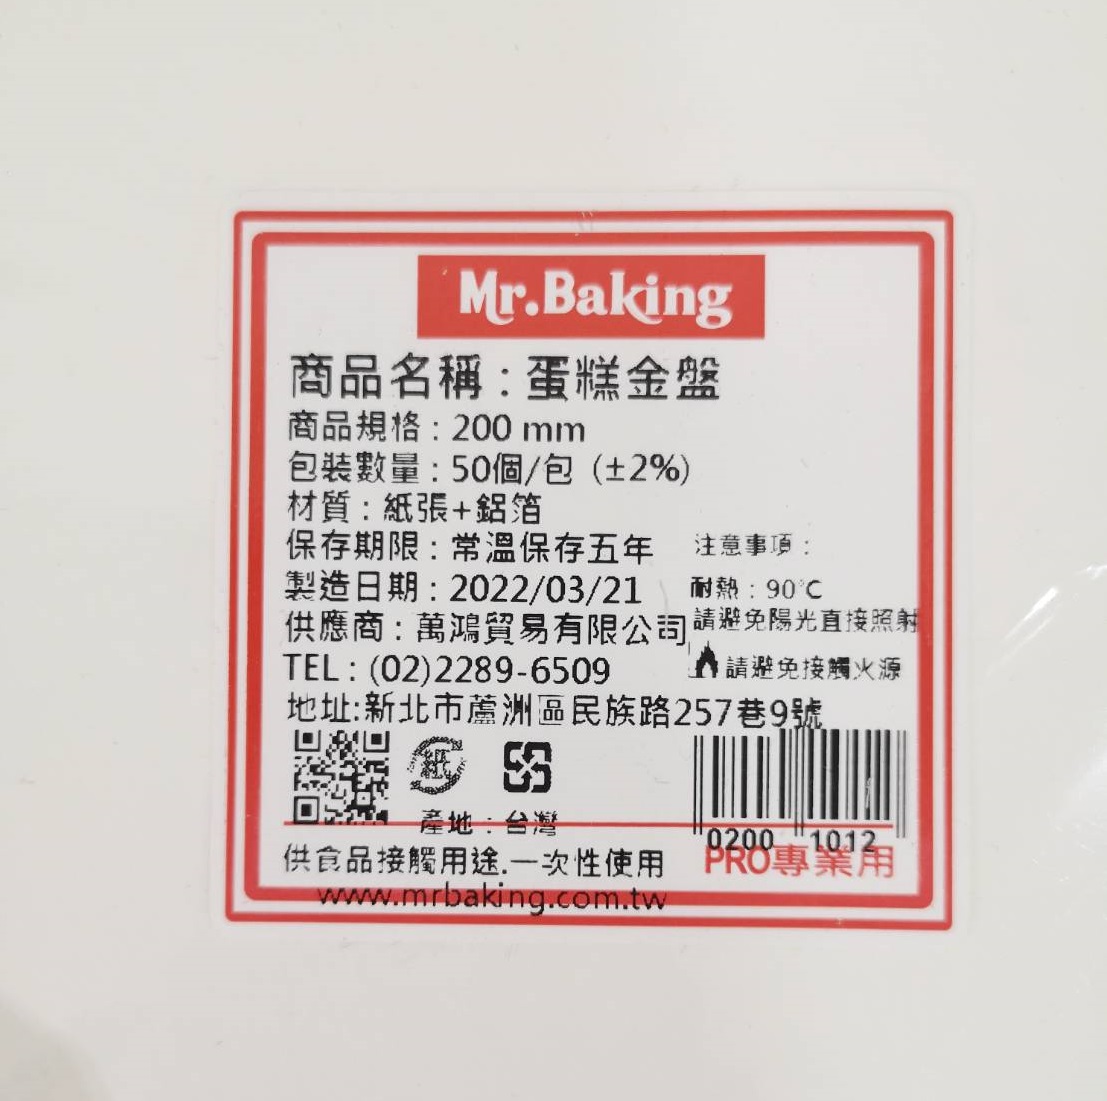 Mr.Baking
商品名稱：蛋糕金盤
商品規格：200 mm
包裝數量：50個/包 (±2%)
材質：紙張+鋁箔
保存期限：常溫保存五年
製造日期：2022/03/21
供應商：萬鴻貿易有限公司
TEL：(02)2289-6509
地址:新北市蘆洲區民族路257巷9號
注意事項：
耐熱：90℃
請避免陽光直接照射
請避免接觸火源
紙
產地：台灣
0200 1012
供食品接觸用途.一次性使用
PRO專業用
www.mrbaking.com.tw